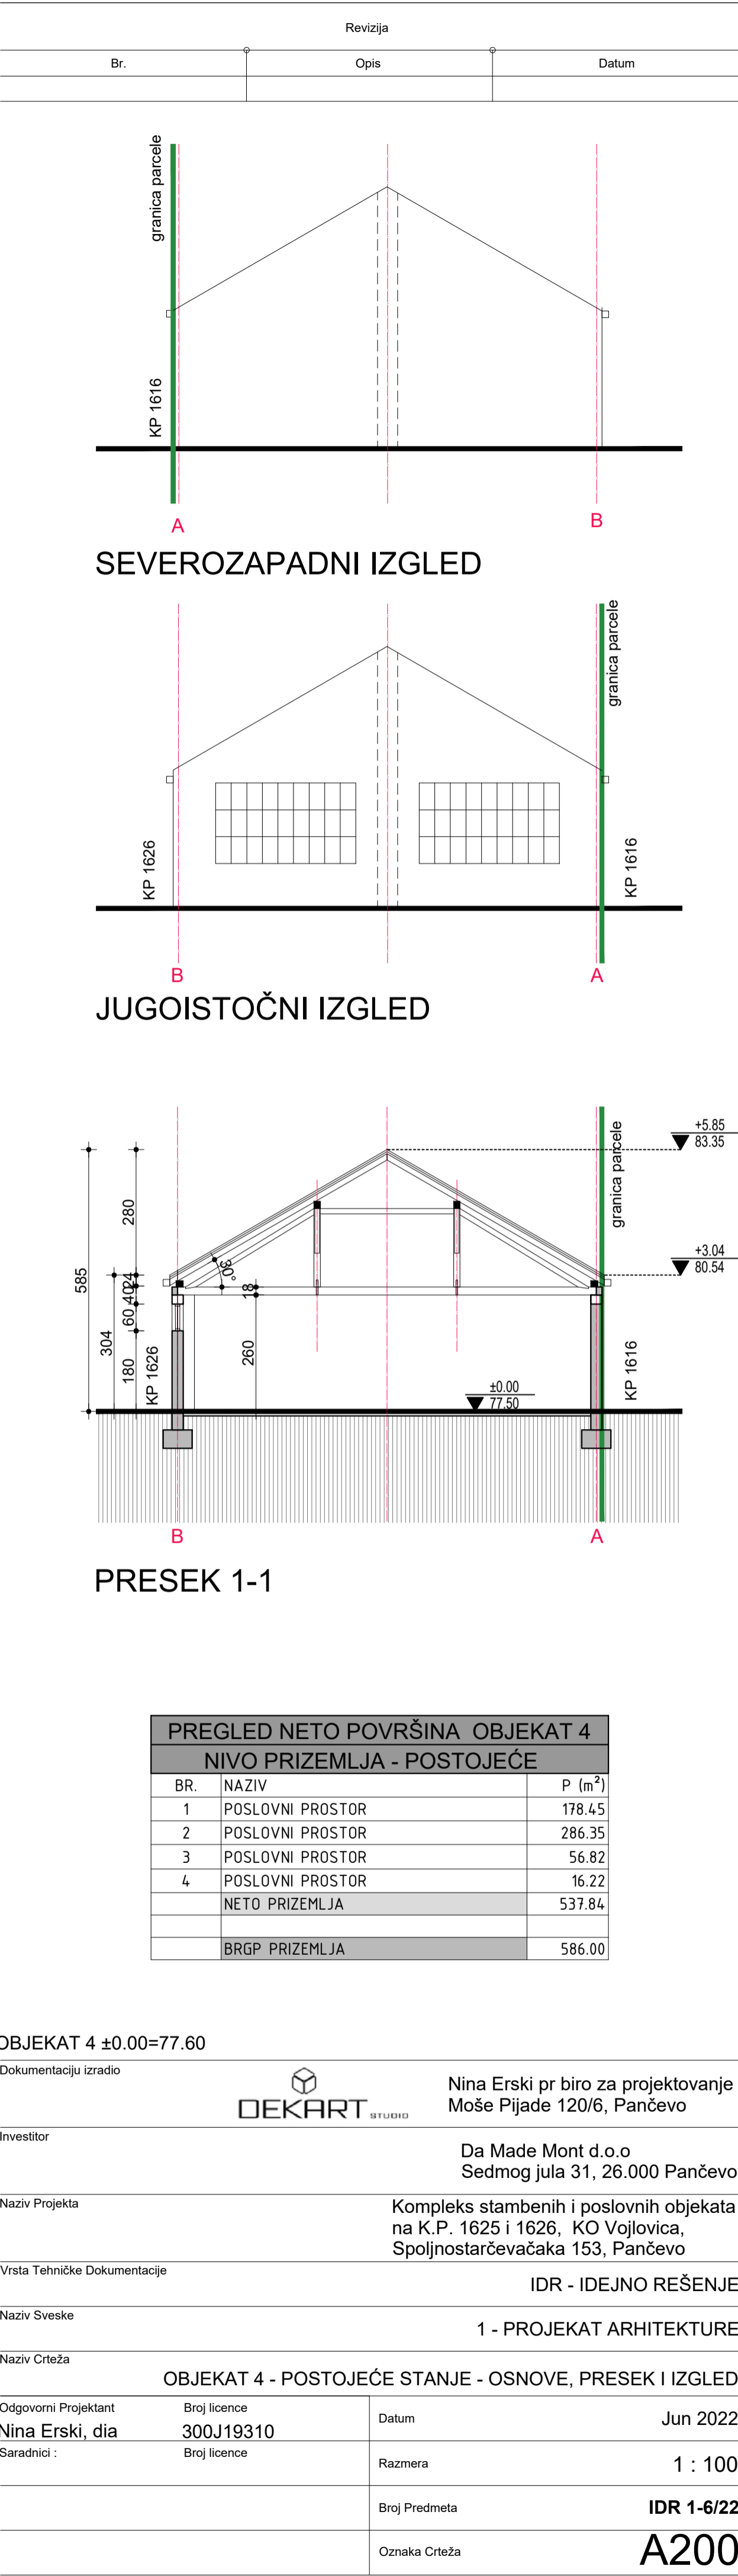 Revizija
Br. Opis Datum
granica parcele
KP 1616
A B
SEVEROZAPADNI IZGLED
granica parcele
KP 1626
KP 1616
B A
JUGOISTOČNI IZGLED
granica parcele
+5.85
83.35
+3.04
80.54
280
585
24
40
60
304
180
30°
18
260
KP 1626
KP 1616
±0.00
77.50
B A
PRESEK 1-1
PREGLED NETO POVRŠINA OBJEKAT 4
NIVO PRIZEMLJA - POSTOJEĆE
BR. NAZIV P (m²)
1 POSLOVNI PROSTOR 178.45
2 POSLOVNI PROSTOR 286.35
3 POSLOVNI PROSTOR 56.82
4 POSLOVNI PROSTOR 16.22
NETO PRIZEMLJA 537.84
BRGP PRIZEMLJA 586.00
OBJEKAT 4 ±0.00=77.60
Dokumentaciju izradio
DEKART STUDIO
Nina Erski pr biro za projektovanje
Moše Pijade 120/6, Pančevo
Investitor
Da Made Mont d.o.o
Sedmog jula 31, 26.000 Pančevo
Naziv Projekta
Kompleks stambenih i poslovnih objekata
na K.P. 1625 i 1626, KO Vojlovica,
Spoljnostarčevačaka 153, Pančevo
Vrsta Tehničke Dokumentacije
IDR - IDEJNO REŠENJE
Naziv Sveske
1 - PROJEKAT ARHITEKTURE
Naziv Crteža
OBJEKAT 4 - POSTOJEĆE STANJE - OSNOVE, PRESEK I IZGLED
Odgovorni Projektant Broj licence
Nina Erski, dia 300J19310
Datum Jun 2022
Saradnici : Broj licence
Razmera 1 : 100
Broj Predmeta IDR 1-6/22
Oznaka Crteža A200